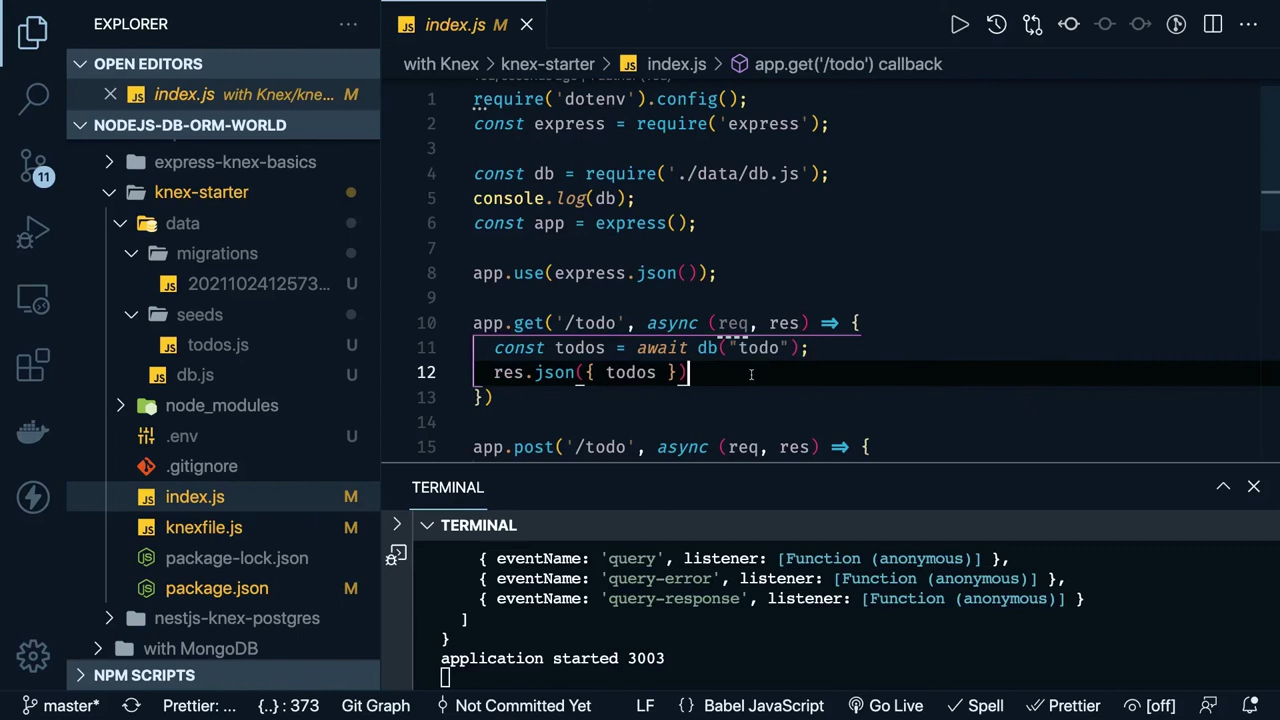 EXPLORER
OPEN EDITORS
index.js with Knex/kne... M
NODEJS-DB-ORM-WORLD
express-knex-basics
knex-starter
data
migrations
2021102412573... U
seeds
todos.js U
db.js U
node_modules
.env U
.gitignore
index.js M
knexfile.js M
package-lock.json
package.json M
nestjs-knex-postgres
with MongoDB
NPM SCRIPTS
11
index.js M
with Knex > knex-starter > index.js > app.get('/todo') callback
1 require('dotenv').config();
2 const express = require('express');
3
4 const db = require('./data/db.js');
5 console.log(db);
6 const app = express();
7
8 app.use(express.json());
9
10 app.get('/todo', async (req, res) => {
11 const todos = await db("todo");
12 res.json({ todos })
13 })
14
15 app.post('/todo', async (req, res) => {
TERMINAL
TERMINAL
{ eventName: 'query', listener: [Function (anonymous)] },
{ eventName: 'query-error', listener: [Function (anonymous)] },
{ eventName: 'query-response', listener: [Function (anonymous)] }
]
}
application started 3003
master* Prettier: ... {..} : 373 Git Graph Not Committed Yet LF {} Babel JavaScript Go Live Spell Prettier [off]